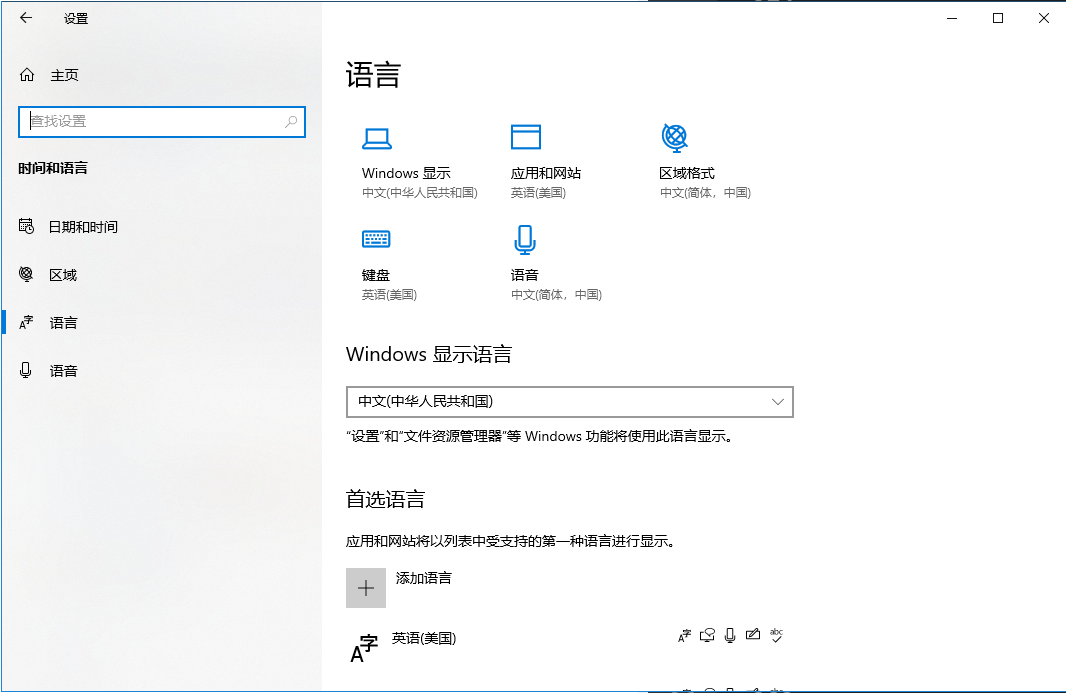 设置
主页
查找设置
时间和语言
日期和时间
区域
语言
语音
语言
Windows 显示
中文(中华人民共和国)
应用和网站
英语(美国)
区域格式
中文(简体，中国)
键盘
英语(美国)
语音
中文(简体，中国)
Windows 显示语言
中文(中华人民共和国)
“设置”和“文件资源管理器”等 Windows 功能将使用此语言显示。
首选语言
应用和网站将以列表中受支持的第一种语言进行显示。
添加语言
A字 英语(美国)